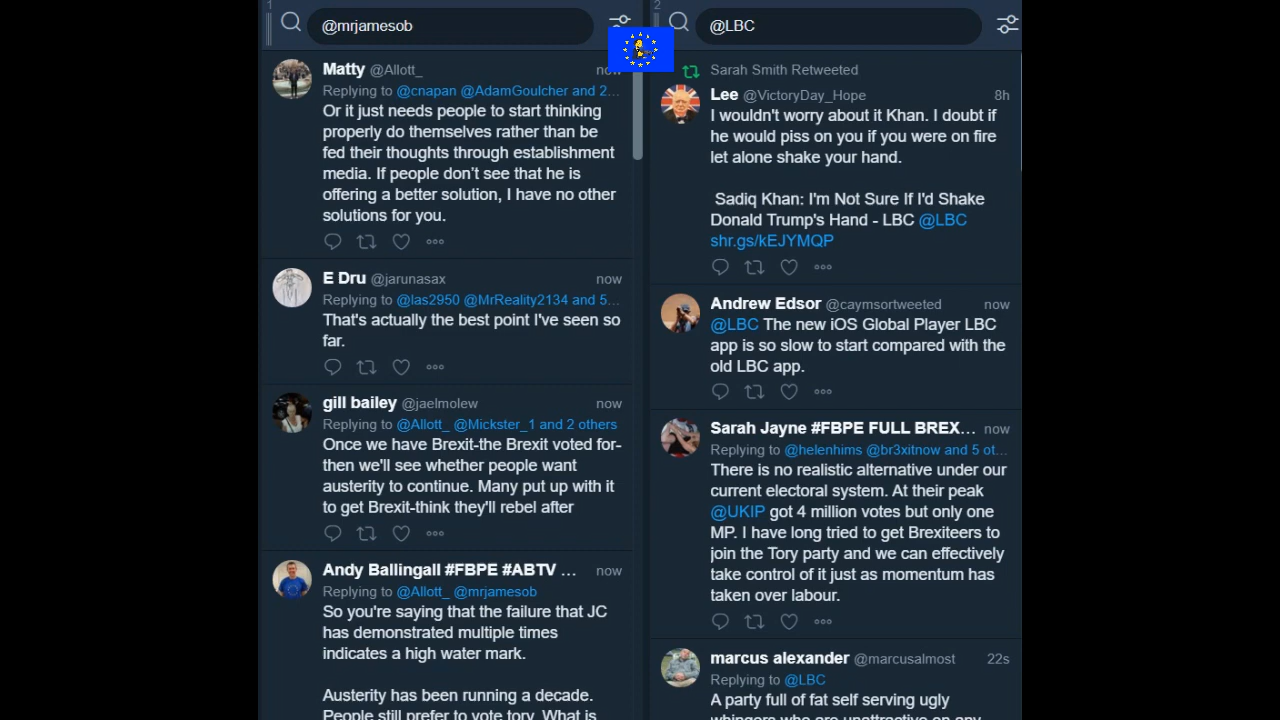 1
@mrjamesob
Matty @Allott_ now
Replying to @cnapan @AdamGoulcher and 2...
Or it just needs people to start thinking
properly do themselves rather than be
fed their thoughts through establishment
media. If people don't see that he is
offering a better solution, I have no other
solutions for you.
E Dru @jarunasax now
Replying to @las2950 @MrReality2134 and 5...
That's actually the best point I've seen so
far.
gill bailey @jaelmolew now
Replying to @Allott_ @Mickster_1 and 2 others
Once we have Brexit-the Brexit voted for-
then we'll see whether people want
austerity to continue. Many put up with it
to get Brexit-think they'll rebel after
Andy Ballingall #FBPE #ABTV ... now
Replying to @Allott_ @mrjamesob
So you're saying that the failure that JC
has demonstrated multiple times
indicates a high water mark.
Austerity has been running a decade.
People still prefer to vote tory. What is
2
@LBC
Sarah Smith Retweeted
Lee @VictoryDay_Hope 8h
I wouldn't worry about it Khan. I doubt if
he would piss on you if you were on fire
let alone shake your hand.
Sadiq Khan: I'm Not Sure If I'd Shake
Donald Trump's Hand - LBC @LBC
shr.gs/kEJYMQP
Andrew Edsor @caymsortweeted now
@LBC The new iOS Global Player LBC
app is so slow to start compared with the
old LBC app.
Sarah Jayne #FBPE FULL BREX... now
Replying to @helenhims @br3xitnow and 5 ot...
There is no realistic alternative under our
current electoral system. At their peak
@UKIP got 4 million votes but only one
MP. I have long tried to get Brexiteers to
join the Tory party and we can effectively
take control of it just as momentum has
taken over labour.
marcus alexander @marcusalmost 22s
Replying to @LBC
A party full of fat self serving ugly
whingers who are unattractive on any